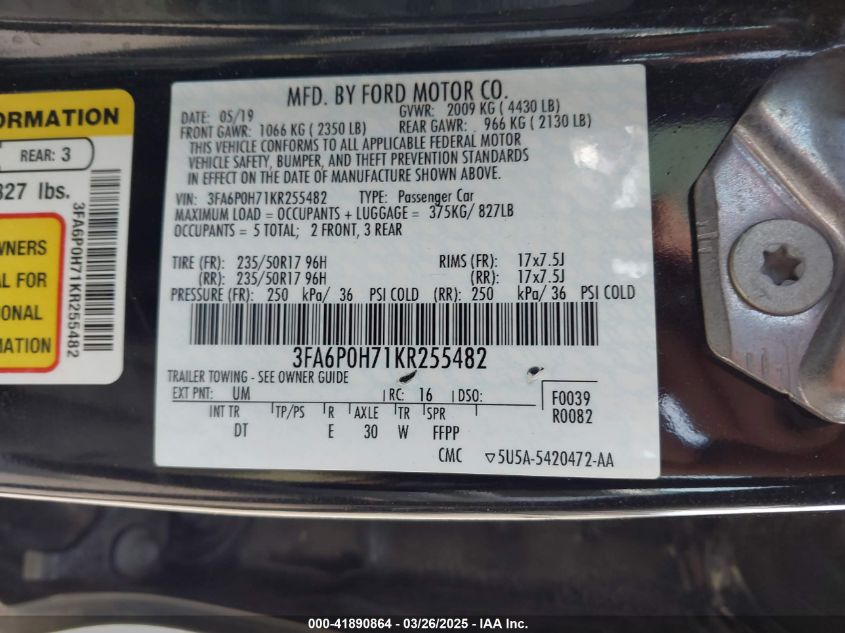 ORMATION
REAR: 3
827 lbs.
3FA6P0H71KR255482
WNERS
AL FOR
IONAL
MATION
MFD. BY FORD MOTOR CO.
DATE: 05/19 GVWR: 2009 KG ( 4430 LB)
FRONT GAWR: 1066 KG ( 2350 LB) REAR GAWR: 966 KG ( 2130 LB)
THIS VEHICLE CONFORMS TO ALL APPLICABLE FEDERAL MOTOR
VEHICLE SAFETY, BUMPER, AND THEFT PREVENTION STANDARDS
IN EFFECT ON THE DATE OF MANUFACTURE SHOWN ABOVE.
VIN: 3FA6P0H71KR255482 TYPE: Passenger Car
MAXIMUM LOAD = OCCUPANTS + LUGGAGE = 375KG/ 827LB
OCCUPANTS = 5 TOTAL; 2 FRONT, 3 REAR
TIRE (FR): 235/50R17 96H RIMS (FR): 17x7.5J
(RR): 235/50R17 96H (RR): 17x7.5J
PRESSURE (FR): 250 kPa/ 36 PSI COLD (RR): 250 kPa/ 36 PSI COLD
3FA6P0H71KR255482
TRAILER TOWING - SEE OWNER GUIDE
EXT PNT: UM RC: 16 DSO: F0039
INT TR TP/PS R AXLE TR SPR R0082
DT E 30 W FFPP
CMC ▽5U5A-5420472-AA
000-41890864 - 03/26/2025 - IAA Inc.